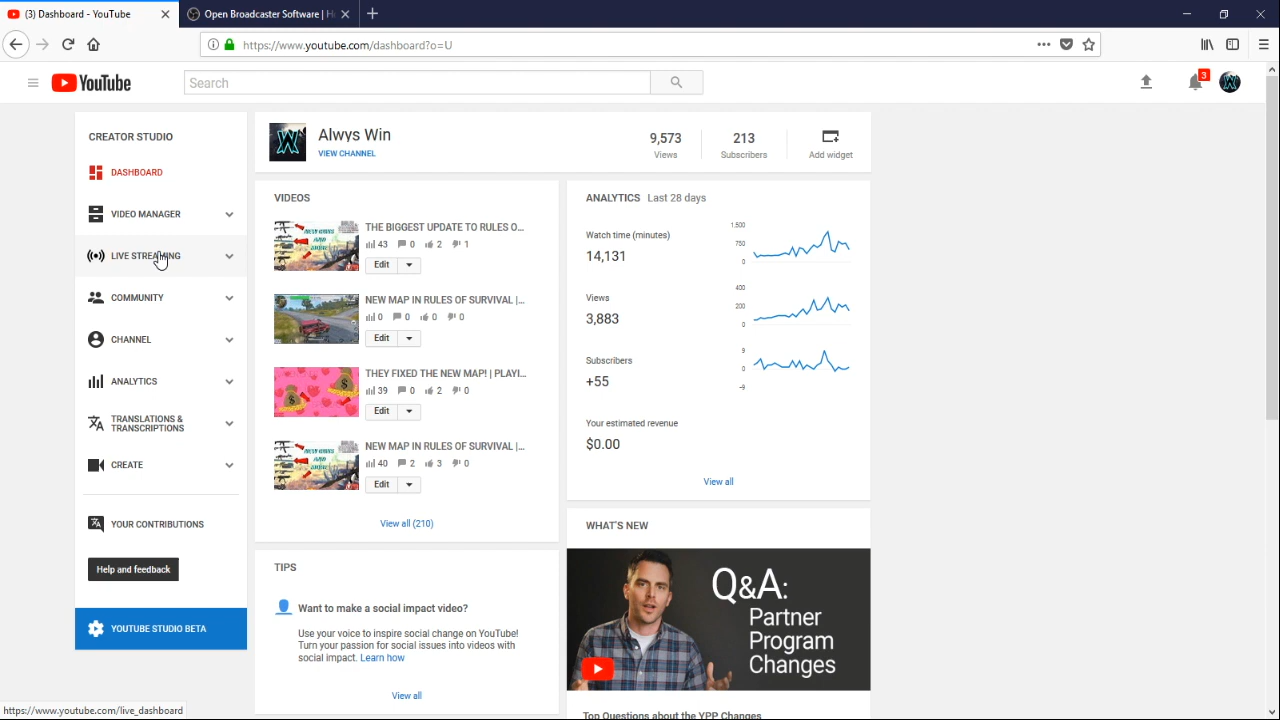 (3) Dashboard - YouTube
Open Broadcaster Software | H
https://www.youtube.com/dashboard?o=U
YouTube
Search
3
CREATOR STUDIO
DASHBOARD
VIDEO MANAGER
LIVE STREAMING
COMMUNITY
CHANNEL
ANALYTICS
TRANSLATIONS &
TRANSCRIPTIONS
CREATE
YOUR CONTRIBUTIONS
Help and feedback
YOUTUBE STUDIO BETA
https://www.youtube.com/live_dashboard
Alwys Win
VIEW CHANNEL
9,573
Views
213
Subscribers
Add widget
VIDEOS
THE BIGGEST UPDATE TO RULES O...
43 0 2 1
Edit
NEW MAP IN RULES OF SURVIVAL |...
0 0 0 0
Edit
THEY FIXED THE NEW MAP! | PLAYI...
39 0 2 0
Edit
NEW MAP IN RULES OF SURVIVAL |...
40 2 3 0
Edit
View all (210)
TIPS
Want to make a social impact video?
Use your voice to inspire social change on YouTube!
Turn your passion for social issues into videos with
social impact. Learn how
View all
ANALYTICS Last 28 days
Watch time (minutes)
14,131
1,500
750
0
Views
3,883
400
200
0
Subscribers
+55
9
0
-9
Your estimated revenue
$0.00
View all
WHAT'S NEW
Q&A:
Partner
Program
Changes
Top Questions about the YPP Changes